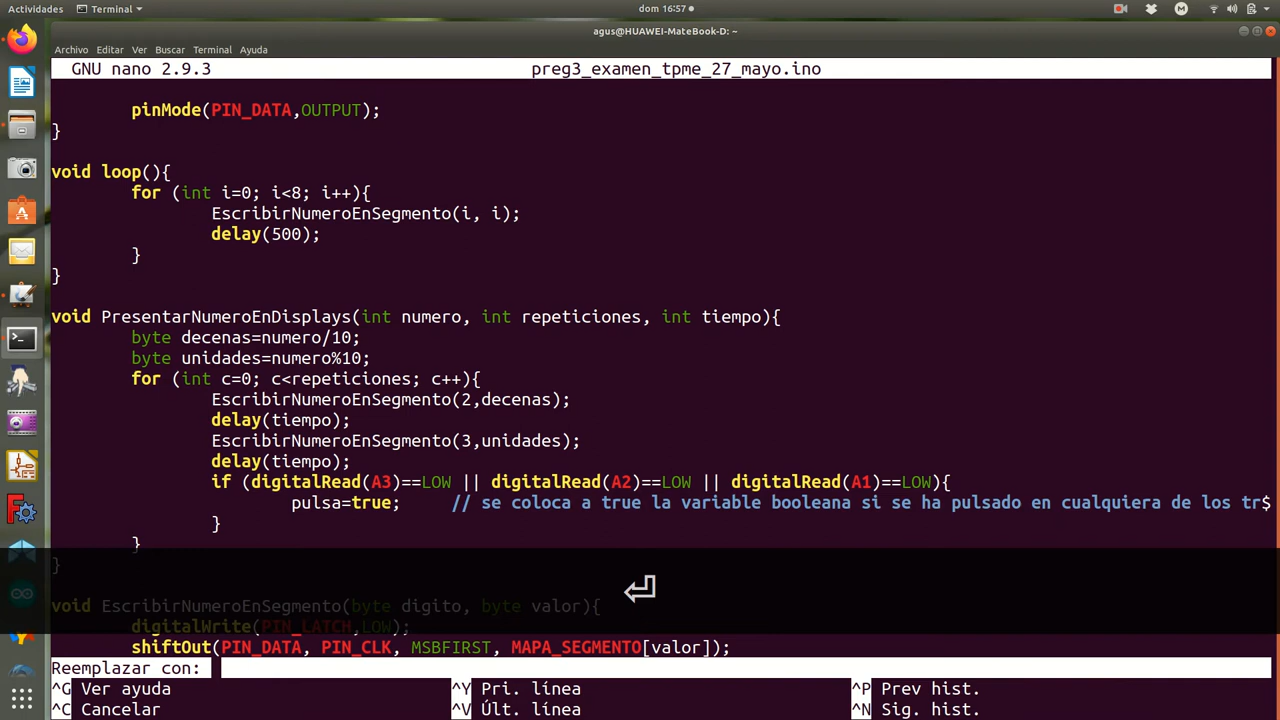 Actividades Terminal dom 16:57
agus@HUAWEI-MateBook-D: ~
Archivo Editar Ver Buscar Terminal Ayuda
GNU nano 2.9.3 preg3_examen_tpme_27_mayo.ino
pinMode(PIN_DATA,OUTPUT);
}
void loop(){
for (int i=0; i<8; i++){
EscribirNumeroEnSegmento(i, i);
delay(500);
}
}
void PresentarNumeroEnDisplays(int numero, int repeticiones, int tiempo){
byte decenas=numero/10;
byte unidades=numero%10;
for (int c=0; c<repeticiones; c++){
EscribirNumeroEnSegmento(2,decenas);
delay(tiempo);
EscribirNumeroEnSegmento(3,unidades);
delay(tiempo);
if (digitalRead(A3)==LOW || digitalRead(A2)==LOW || digitalRead(A1)==LOW){
pulsa=true; // se coloca a true la variable booleana si se ha pulsado en cualquiera de los tr$
}
}
}
void EscribirNumeroEnSegmento(byte digito, byte valor){
digitalWrite(PIN_LATCH,LOW);
shiftOut(PIN_DATA, PIN_CLK, MSBFIRST, MAPA_SEGMENTO[valor]);
Reemplazar con:
^G Ver ayuda ^Y Pri. línea ^P Prev hist.
^C Cancelar ^V Últ. línea ^N Sig. hist.